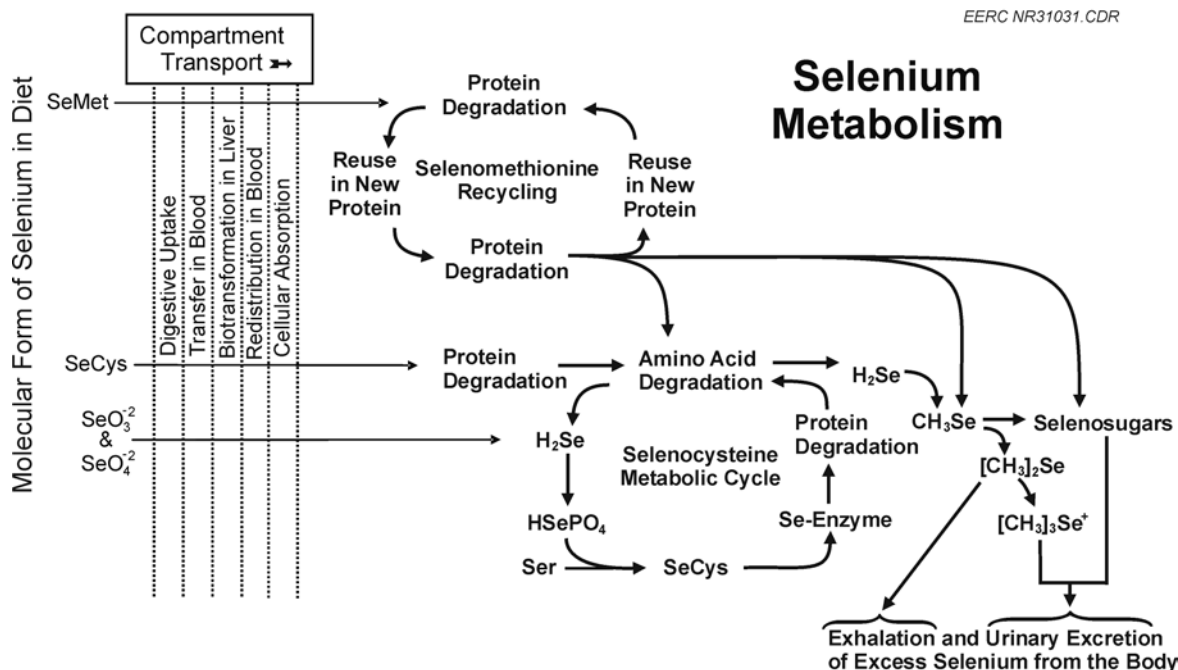 EERC NR31031.CDR
Compartment
Transport ➳
Selenium
Metabolism
Molecular Form of Selenium in Diet
SeMet
SeCys
SeO₃⁻²
&
SeO₄⁻²
Digestive Uptake
Transfer in Blood
Biotransformation in Liver
Redistribution in Blood
Cellular Absorption
Protein
Degradation
Reuse
in New
Protein
Selenomethionine
Recycling
Reuse
in New
Protein
Protein
Degradation
Protein
Degradation
Amino Acid
Degradation
H₂Se
CH₃Se
Selenosugars
H₂Se
Selenocysteine
Metabolic Cycle
Protein
Degradation
[CH₃]₂Se
HSePO₄
Se-Enzyme
[CH₃]₃Se⁺
Ser
SeCys
Exhalation and Urinary Excretion
of Excess Selenium from the Body